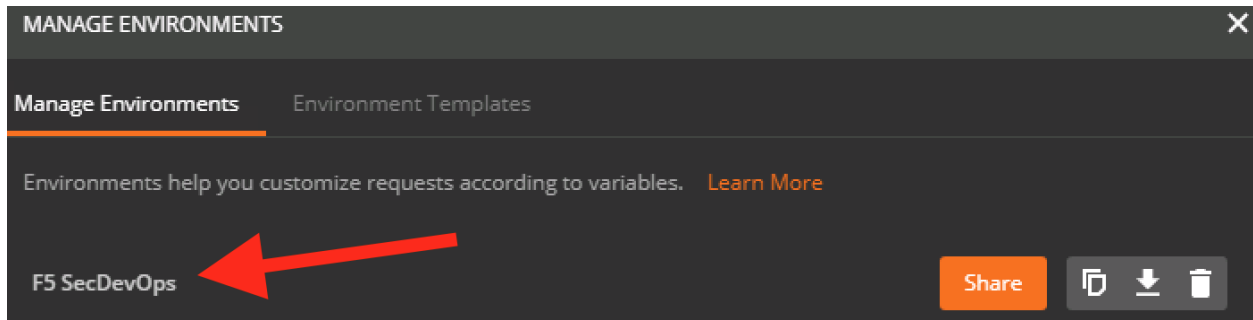 MANAGE ENVIRONMENTS
Manage Environments
Environment Templates
Environments help you customize requests according to variables. Learn More
F5 SecDevOps
Share